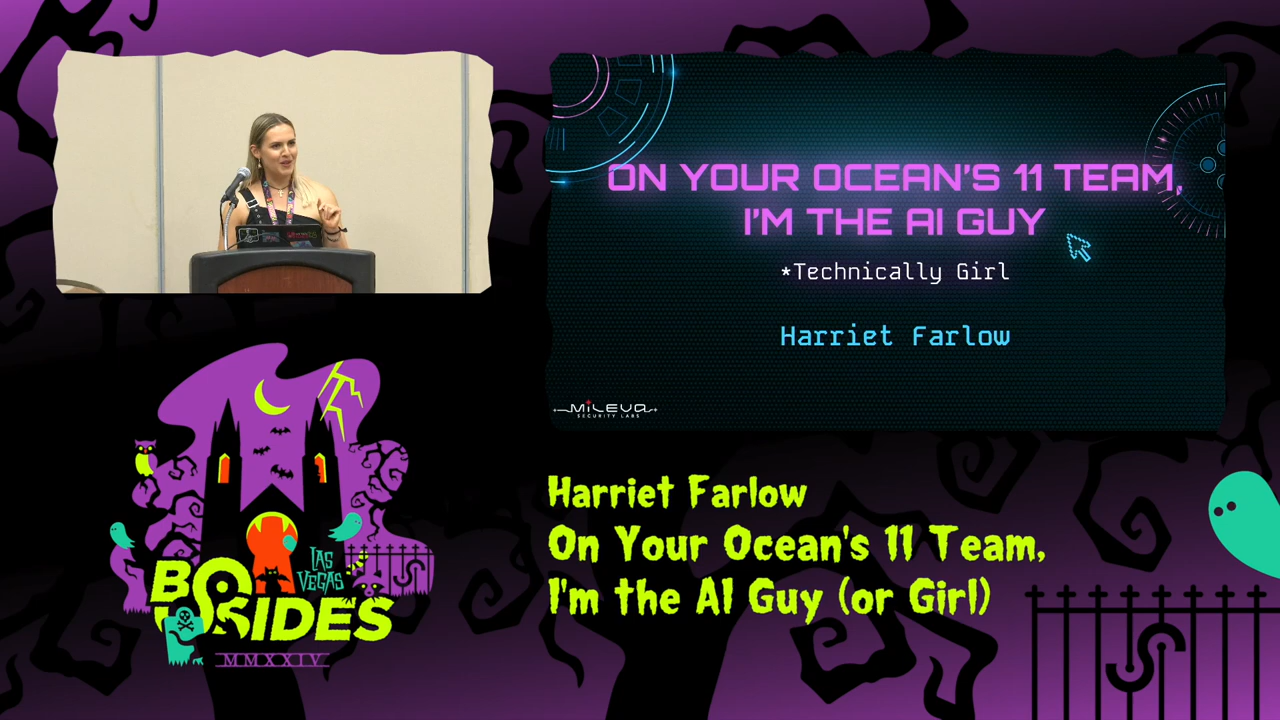 ON YOUR OCEAN'S 11 TEAM,
I'M THE AI GUY
*Technically Girl
Harriet Farlow
MiLEVA
SECURITY LABS
LAS
VEGAS
BSIDES
MMXXIV
Harriet Farlow
On Your Ocean's 11 Team,
I'm the AI Guy (or Girl)